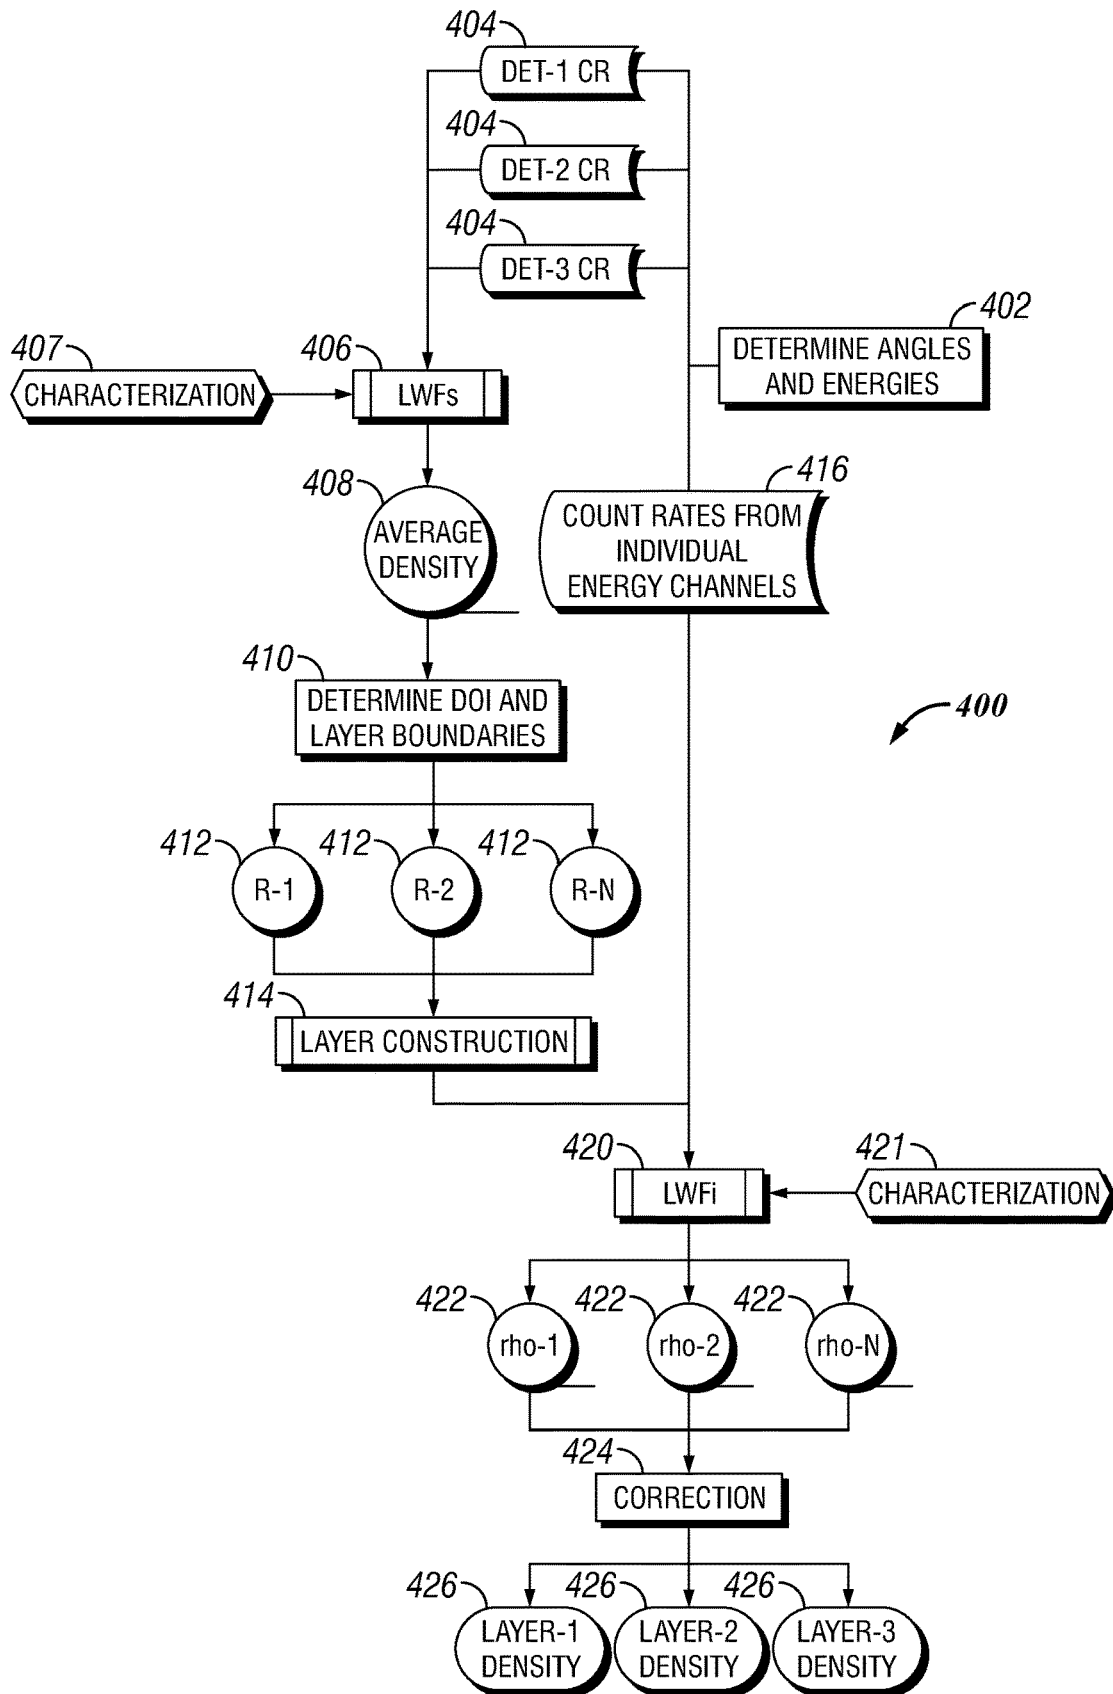 404
DET-1 CR
404
DET-2 CR
404
DET-3 CR
402
DETERMINE ANGLES
AND ENERGIES
407
CHARACTERIZATION
406
LWFs
408
AVERAGE
DENSITY
416
COUNT RATES FROM
INDIVIDUAL
ENERGY CHANNELS
410
DETERMINE DOI AND
LAYER BOUNDARIES
400
412
R-1
412
R-2
412
R-N
414
LAYER CONSTRUCTION
420
LWFi
421
CHARACTERIZATION
422
rho-1
422
rho-2
422
rho-N
424
CORRECTION
426
LAYER-1
DENSITY
426
LAYER-2
DENSITY
426
LAYER-3
DENSITY